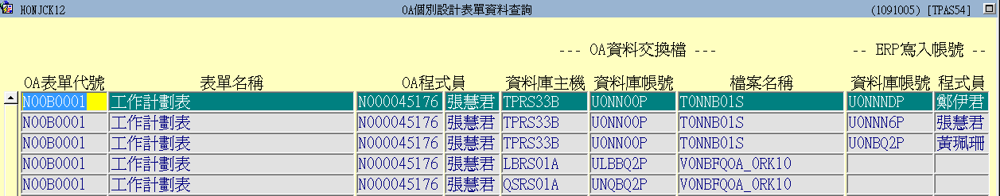 HONJCK12 OA個別設計表單資料查詢 (1091005) [TPAS54]
--- OA資料交換檔 --- -- ERP寫入帳號 --
OA表單代號 表單名稱 OA程式員 資料庫主機 資料庫帳號 檔案名稱 資料庫帳號 程式員
N00B0001 工作計劃表 N000045176 張慧君 TPRS33B U0NN00P T0NNB01S U0NNNDP 鄭伊君
N00B0001 工作計劃表 N000045176 張慧君 TPRS33B U0NN00P T0NNB01S U0NNN6P 張慧君
N00B0001 工作計劃表 N000045176 張慧君 TPRS33B U0NN00P T0NNB01S U0NBQ2P 黃珮珊
N00B0001 工作計劃表 N000045176 張慧君 LBRS01A ULBBQ2P V0NBFQOA_0RK10
N00B0001 工作計劃表 N000045176 張慧君 QSRS01A UNQBQ2P V0NBFQOA_0RK10